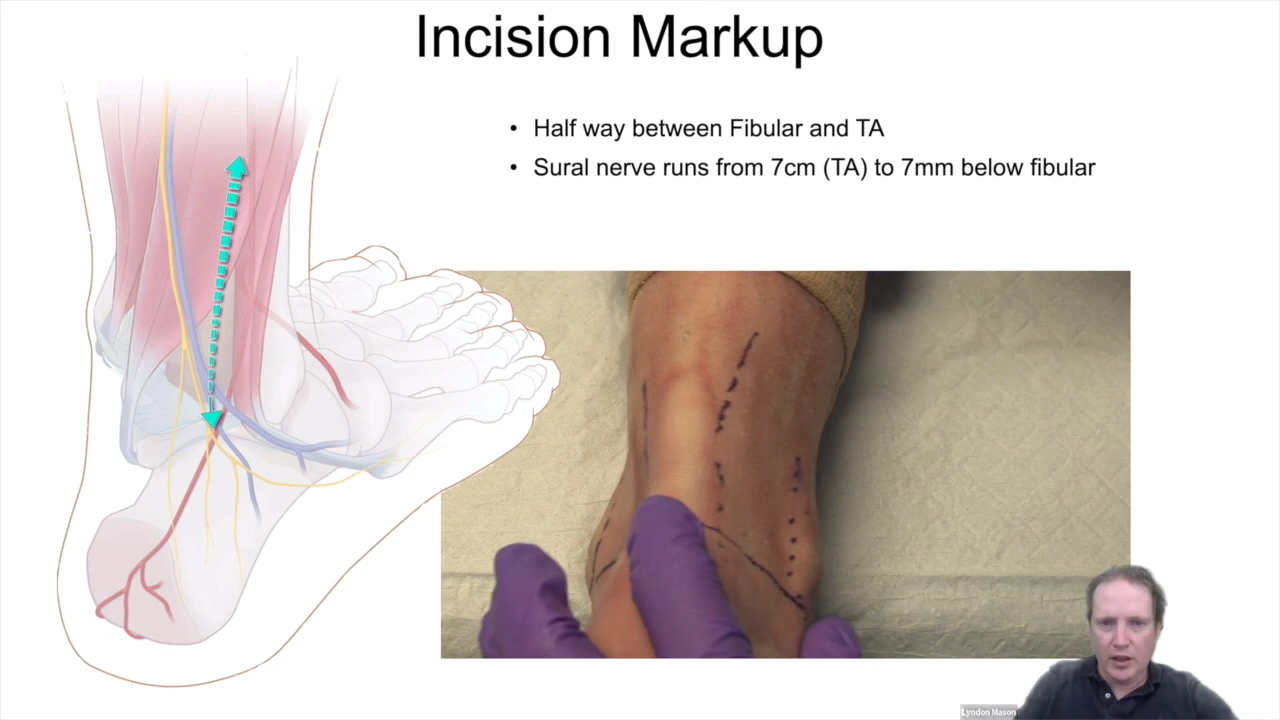 Incision Markup
• Half way between Fibular and TA
• Sural nerve runs from 7cm (TA) to 7mm below fibular
Lyndon Mason